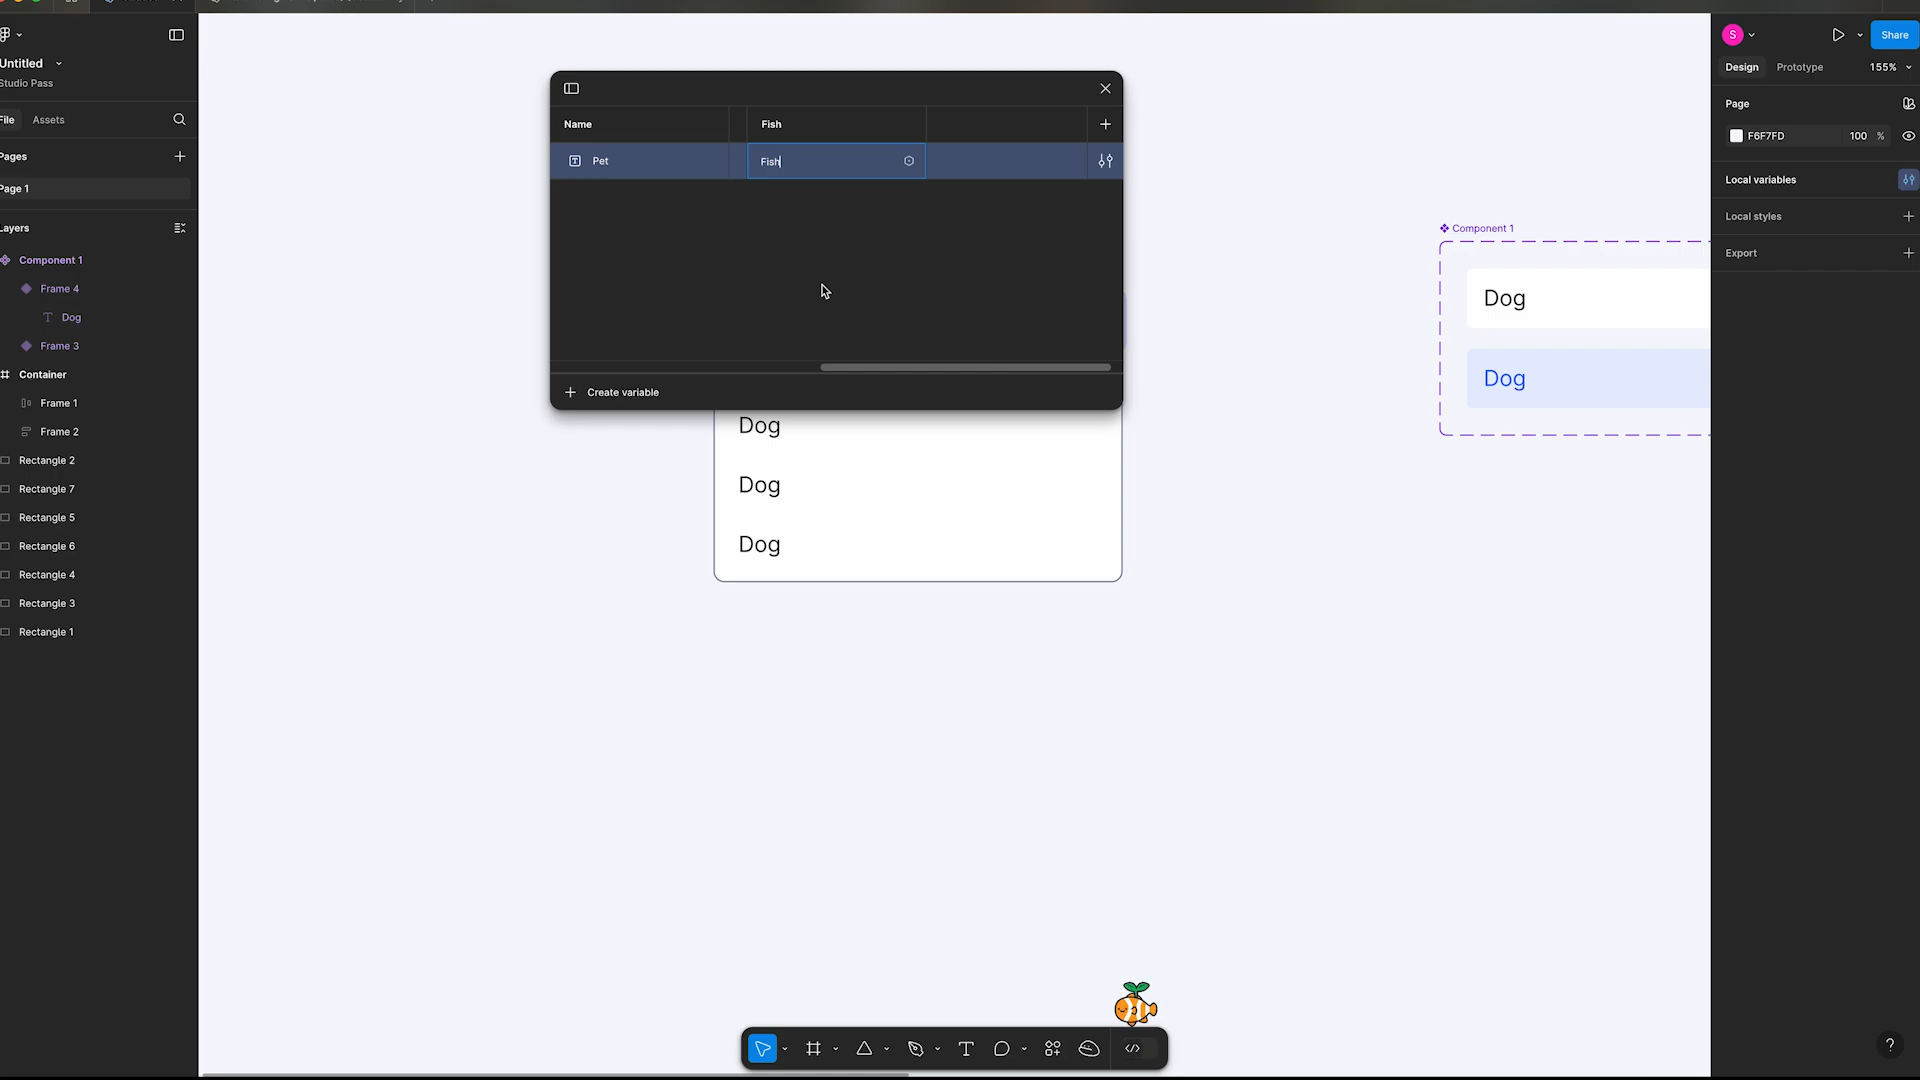 Untitled
Studio Pass
File
Assets
Pages
Page 1
Layers
Component 1
Frame 4
Dog
Frame 3
Container
Frame 1
Frame 2
Rectangle 2
Rectangle 7
Rectangle 5
Rectangle 6
Rectangle 4
Rectangle 3
Rectangle 1
Name
Fish
Pet
Fish
Create variable
Dog
Dog
Dog
Component 1
Dog
Dog
S
Share
Design
Prototype
155%
Page
F6F7FD
100 %
Local variables
Local styles
Export
?